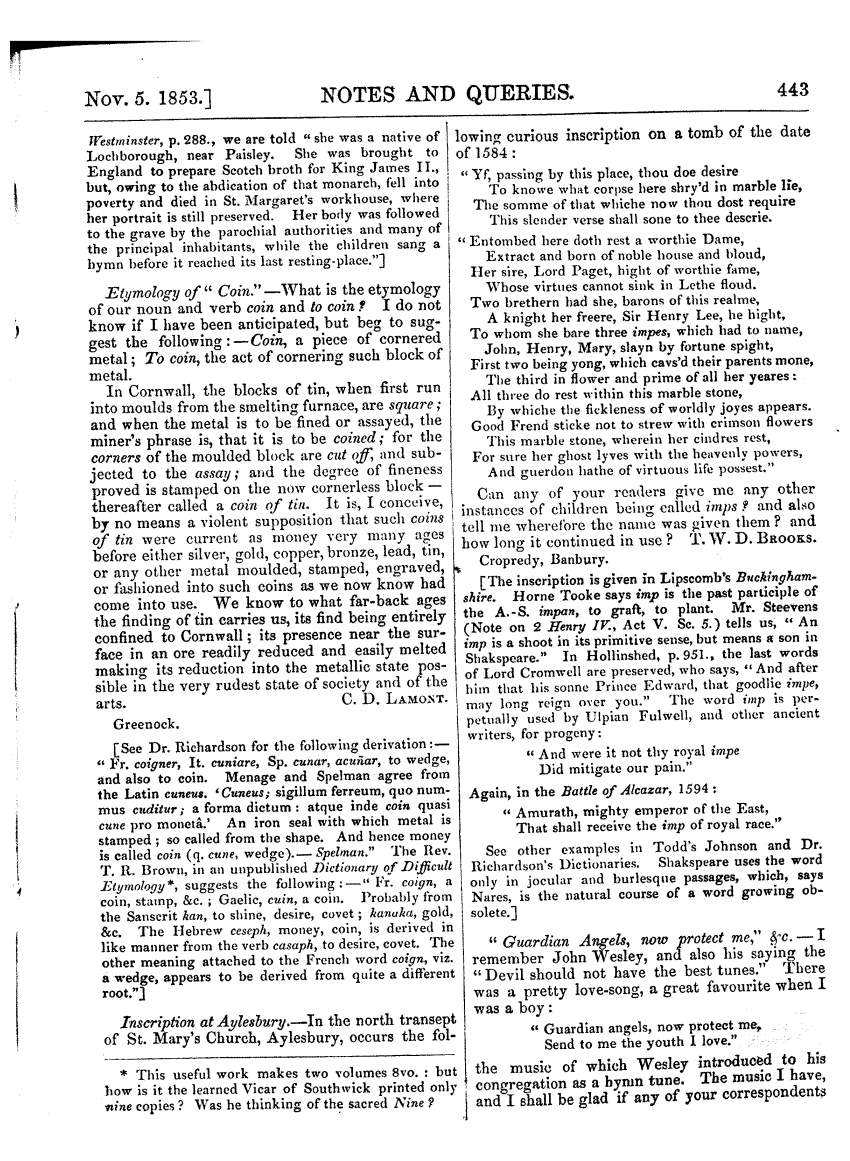 Nov. 5. 1853.] NOTES AND QUERIES. 443
Westminster, p. 288., we are told "she was a native of
Lochborough, near Paisley. She was brought to
England to prepare Scotch broth for King James II.,
but, owing to the abdication of that monarch, fell into
poverty and died in St. Margaret's workhouse, where
her portrait is still preserved. Her body was followed
to the grave by the parochial authorities and many of
the principal inhabitants, while the children sang a
hymn before it reached its last resting-place."]
Etymology of "Coin."—What is the etymology
of our noun and verb coin and to coin? I do not
know if I have been anticipated, but beg to sug-
gest the following:—Coin, a piece of cornered
metal; To coin, the act of cornering such block of
metal.
In Cornwall, the blocks of tin, when first run
into moulds from the smelting furnace, are square;
and when the metal is to be fined or assayed, the
miner's phrase is, that it is to be coined; for the
corners of the moulded block are cut off, and sub-
jected to the assay; and the degree of fineness
proved is stamped on the now cornerless block —
thereafter called a coin of tin. It is, I conceive,
by no means a violent supposition that such coins
of tin were current as money very many ages
before either silver, gold, copper, bronze, lead, tin,
or any other metal moulded, stamped, engraved,
or fashioned into such coins as we now know had
come into use. We know to what far-back ages
the finding of tin carries us, its find being entirely
confined to Cornwall; its presence near the sur-
face in an ore readily reduced and easily melted
making its reduction into the metallic state pos-
sible in the very rudest state of society and of the
arts. C. D. Lamont.
Greenock.
[See Dr. Richardson for the following derivation:—
"Fr. coigner, It. cuniare, Sp. cunar, acuñar, to wedge,
and also to coin. Menage and Spelman agree from
the Latin cuneus. 'Cuneus; sigillum ferreum, quo num-
mus cuditur; a forma dictum: atque inde coin quasi
cune pro monetâ.' An iron seal with which metal is
stamped; so called from the shape. And hence money
is called coin (q. cune, wedge).—Spelman." The Rev.
T. R. Brown, in an unpublished Dictionary of Difficult
Etymology*, suggests the following:—"Fr. coign, a
coin, stamp, &c.; Gaelic, cuin, a coin. Probably from
the Sanscrit kan, to shine, desire, covet; kanaka, gold,
&c. The Hebrew ceseph, money, coin, is derived in
like manner from the verb casaph, to desire, covet. The
other meaning attached to the French word coign, viz.
a wedge, appears to be derived from quite a different
root."]
Inscription at Aylesbury.—In the north transept
of St. Mary's Church, Aylesbury, occurs the fol-
* This useful work makes two volumes 8vo.: but
how is it the learned Vicar of Southwick printed only
nine copies? Was he thinking of the sacred Nine?
lowing curious inscription on a tomb of the date
of 1584:
"Yf, passing by this place, thou doe desire
To knowe what corpse here shry'd in marble lie,
The somme of that whiche now thou dost require
This slender verse shall sone to thee descrie.
"Entombed here doth rest a worthie Dame,
Extract and born of noble house and bloud,
Her sire, Lord Paget, hight of worthie fame,
Whose virtues cannot sink in Lethe floud.
Two brethern had she, barons of this realme,
A knight her freere, Sir Henry Lee, he hight,
To whom she bare three impes, which had to name,
John, Henry, Mary, slayn by fortune spight,
First two being yong, which cavs'd their parents mone,
The third in flower and prime of all her yeares:
All three do rest within this marble stone,
By whiche the fickleness of worldly joyes appears.
Good Frend sticke not to strew with crimson flowers
This marble stone, wherein her cindres rest,
For sure her ghost lyves with the heavenly powers,
And guerdon hathe of virtuous life possest."
Can any of your readers give me any other
instances of children being called imps? and also
tell me wherefore the name was given them? and
how long it continued in use? T. W. D. Brooks.
Cropredy, Banbury.
[The inscription is given in Lipscomb's Buckingham-
shire. Horne Tooke says imp is the past participle of
the A.-S. impan, to graft, to plant. Mr. Steevens
(Note on 2 Henry IV., Act V. Sc. 5.) tells us, "An
imp is a shoot in its primitive sense, but means a son in
Shakspeare." In Hollinshed, p. 951., the last words
of Lord Cromwell are preserved, who says, "And after
him that his sonne Prince Edward, that goodlie impe,
may long reign over you." The word imp is per-
petually used by Ulpian Fulwell, and other ancient
writers, for progeny:
"And were it not thy royal impe
Did mitigate our pain."
Again, in the Battle of Alcazar, 1594:
"Amurath, mighty emperor of the East,
That shall receive the imp of royal race."
See other examples in Todd's Johnson and Dr.
Richardson's Dictionaries. Shakspeare uses the word
only in jocular and burlesque passages, which, says
Nares, is the natural course of a word growing ob-
solete.]
"Guardian Angels, now protect me," &c.—I
remember John Wesley, and also his saying the
"Devil should not have the best tunes." There
was a pretty love-song, a great favourite when I
was a boy:
"Guardian angels, now protect me,
Send to me the youth I love."
the music of which Wesley introduced to his
congregation as a hymn tune. The music I have,
and I shall be glad if any of your correspondents